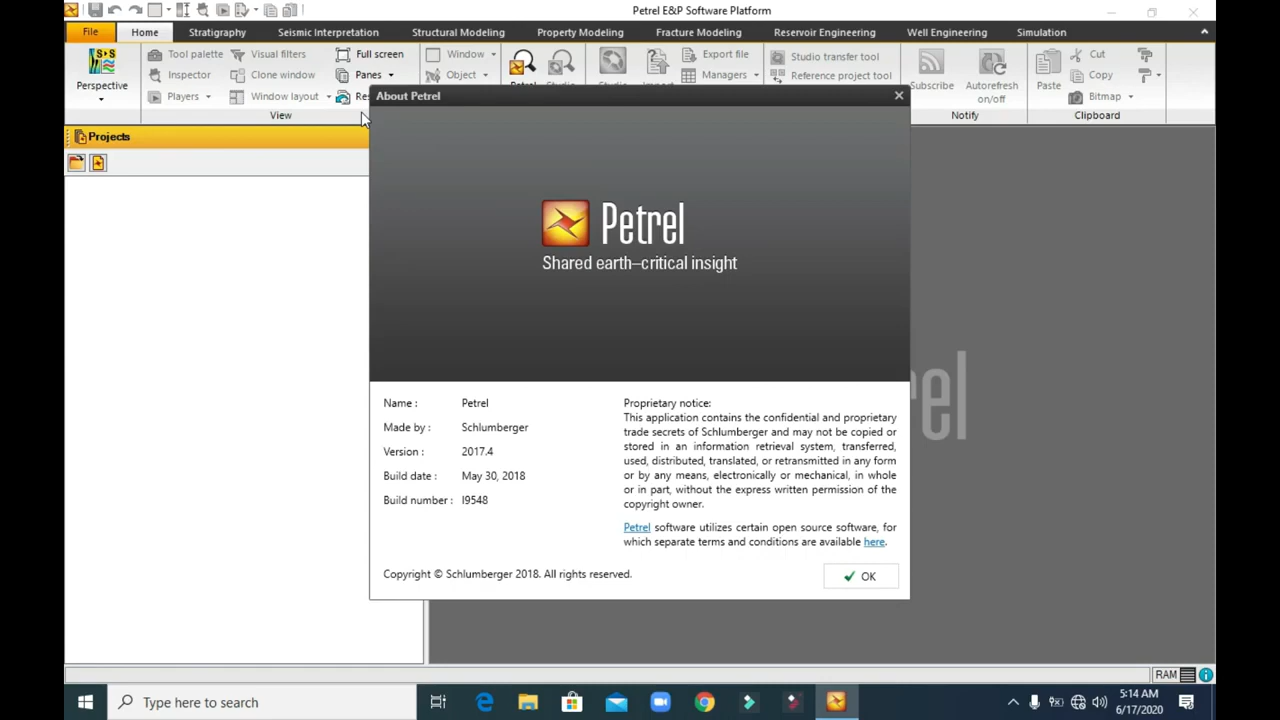 Petrel E&P Software Platform
File Home Stratigraphy Seismic Interpretation Structural Modeling Property Modeling Fracture Modeling Reservoir Engineering Well Engineering Simulation
Perspective
Tool palette Visual filters Full screen
Inspector Clone window Panes
Players Window layout
View
Window
Object
Export file
Managers
Studio transfer tool
Reference project tool
Subscribe
Autorefresh
on/off
Notify
Paste
Cut
Copy
Bitmap
Clipboard
Projects
About Petrel
Petrel
Shared earth–critical insight
Name : Petrel
Made by : Schlumberger
Version : 2017.4
Build date : May 30, 2018
Build number : I9548
Proprietary notice:
This application contains the confidential and proprietary
trade secrets of Schlumberger and may not be copied or
stored in an information retrieval system, transferred,
used, distributed, translated, or retransmitted in any form
or by any means, electronically or mechanical, in whole
or in part, without the express written permission of the
copyright owner.
Petrel software utilizes certain open source software, for
which separate terms and conditions are available here.
Copyright © Schlumberger 2018. All rights reserved.
OK
RAM
Type here to search
5:14 AM
6/17/2020